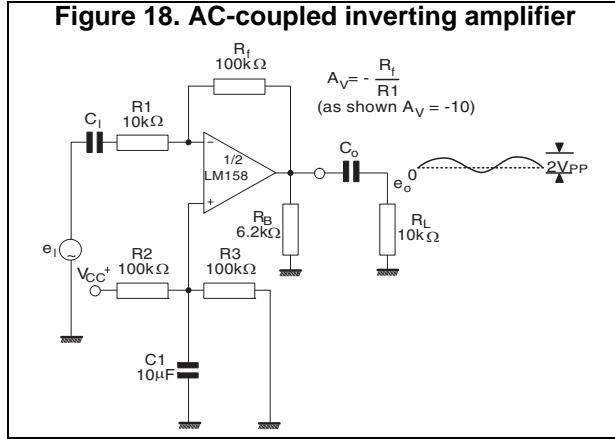 Figure 18. AC-coupled inverting amplifier
Rf
100kΩ
AV= - Rf
R1
(as shown AV = -10)
R1
10kΩ
CI
1/2
LM158
-
+
Co
eo
0
2VPP
RB
6.2kΩ
RL
10kΩ
eI
~
VCC+
R2
100kΩ
R3
100kΩ
C1
10µF